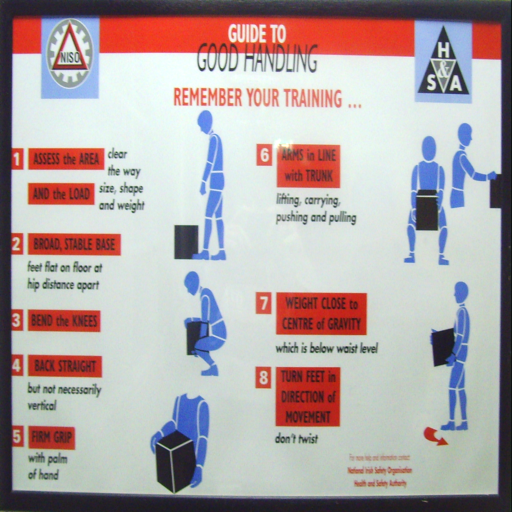 NISO
GUIDE TO
GOOD HANDLING
H
&
S A
REMEMBER YOUR TRAINING ...
1 ASSESS the AREA clear
the way
AND the LOAD size, shape
and weight
2 BROAD, STABLE BASE
feet flat on floor at
hip distance apart
3 BEND the KNEES
4 BACK STRAIGHT
but not necessarily
vertical
5 FIRM GRIP
with palm
of hand
6 ARMS in LINE
with TRUNK
lifting, carrying,
pushing and pulling
7 WEIGHT CLOSE to
CENTRE of GRAVITY
which is below waist level
8 TURN FEET in
DIRECTION of
MOVEMENT
don't twist
For more help and information contact
National Irish Safety Organisation
Health and Safety Authority